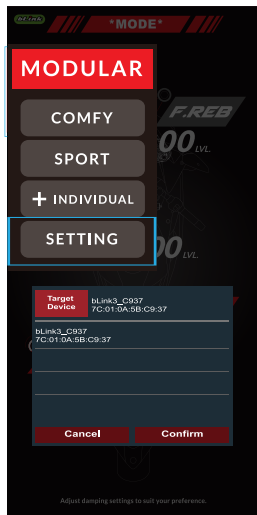 bLink
*MODE*
MODULAR
COMFY
F.REB
00 LVL.
SPORT
+ INDIVIDUAL
SETTING
00 LVL.
Target Device
bLink3_C937
7C:01:0A:5B:C9:37
bLink3_C937
7C:01:0A:5B:C9:37
Cancel Confirm
Adjust damping settings to suit your preference.